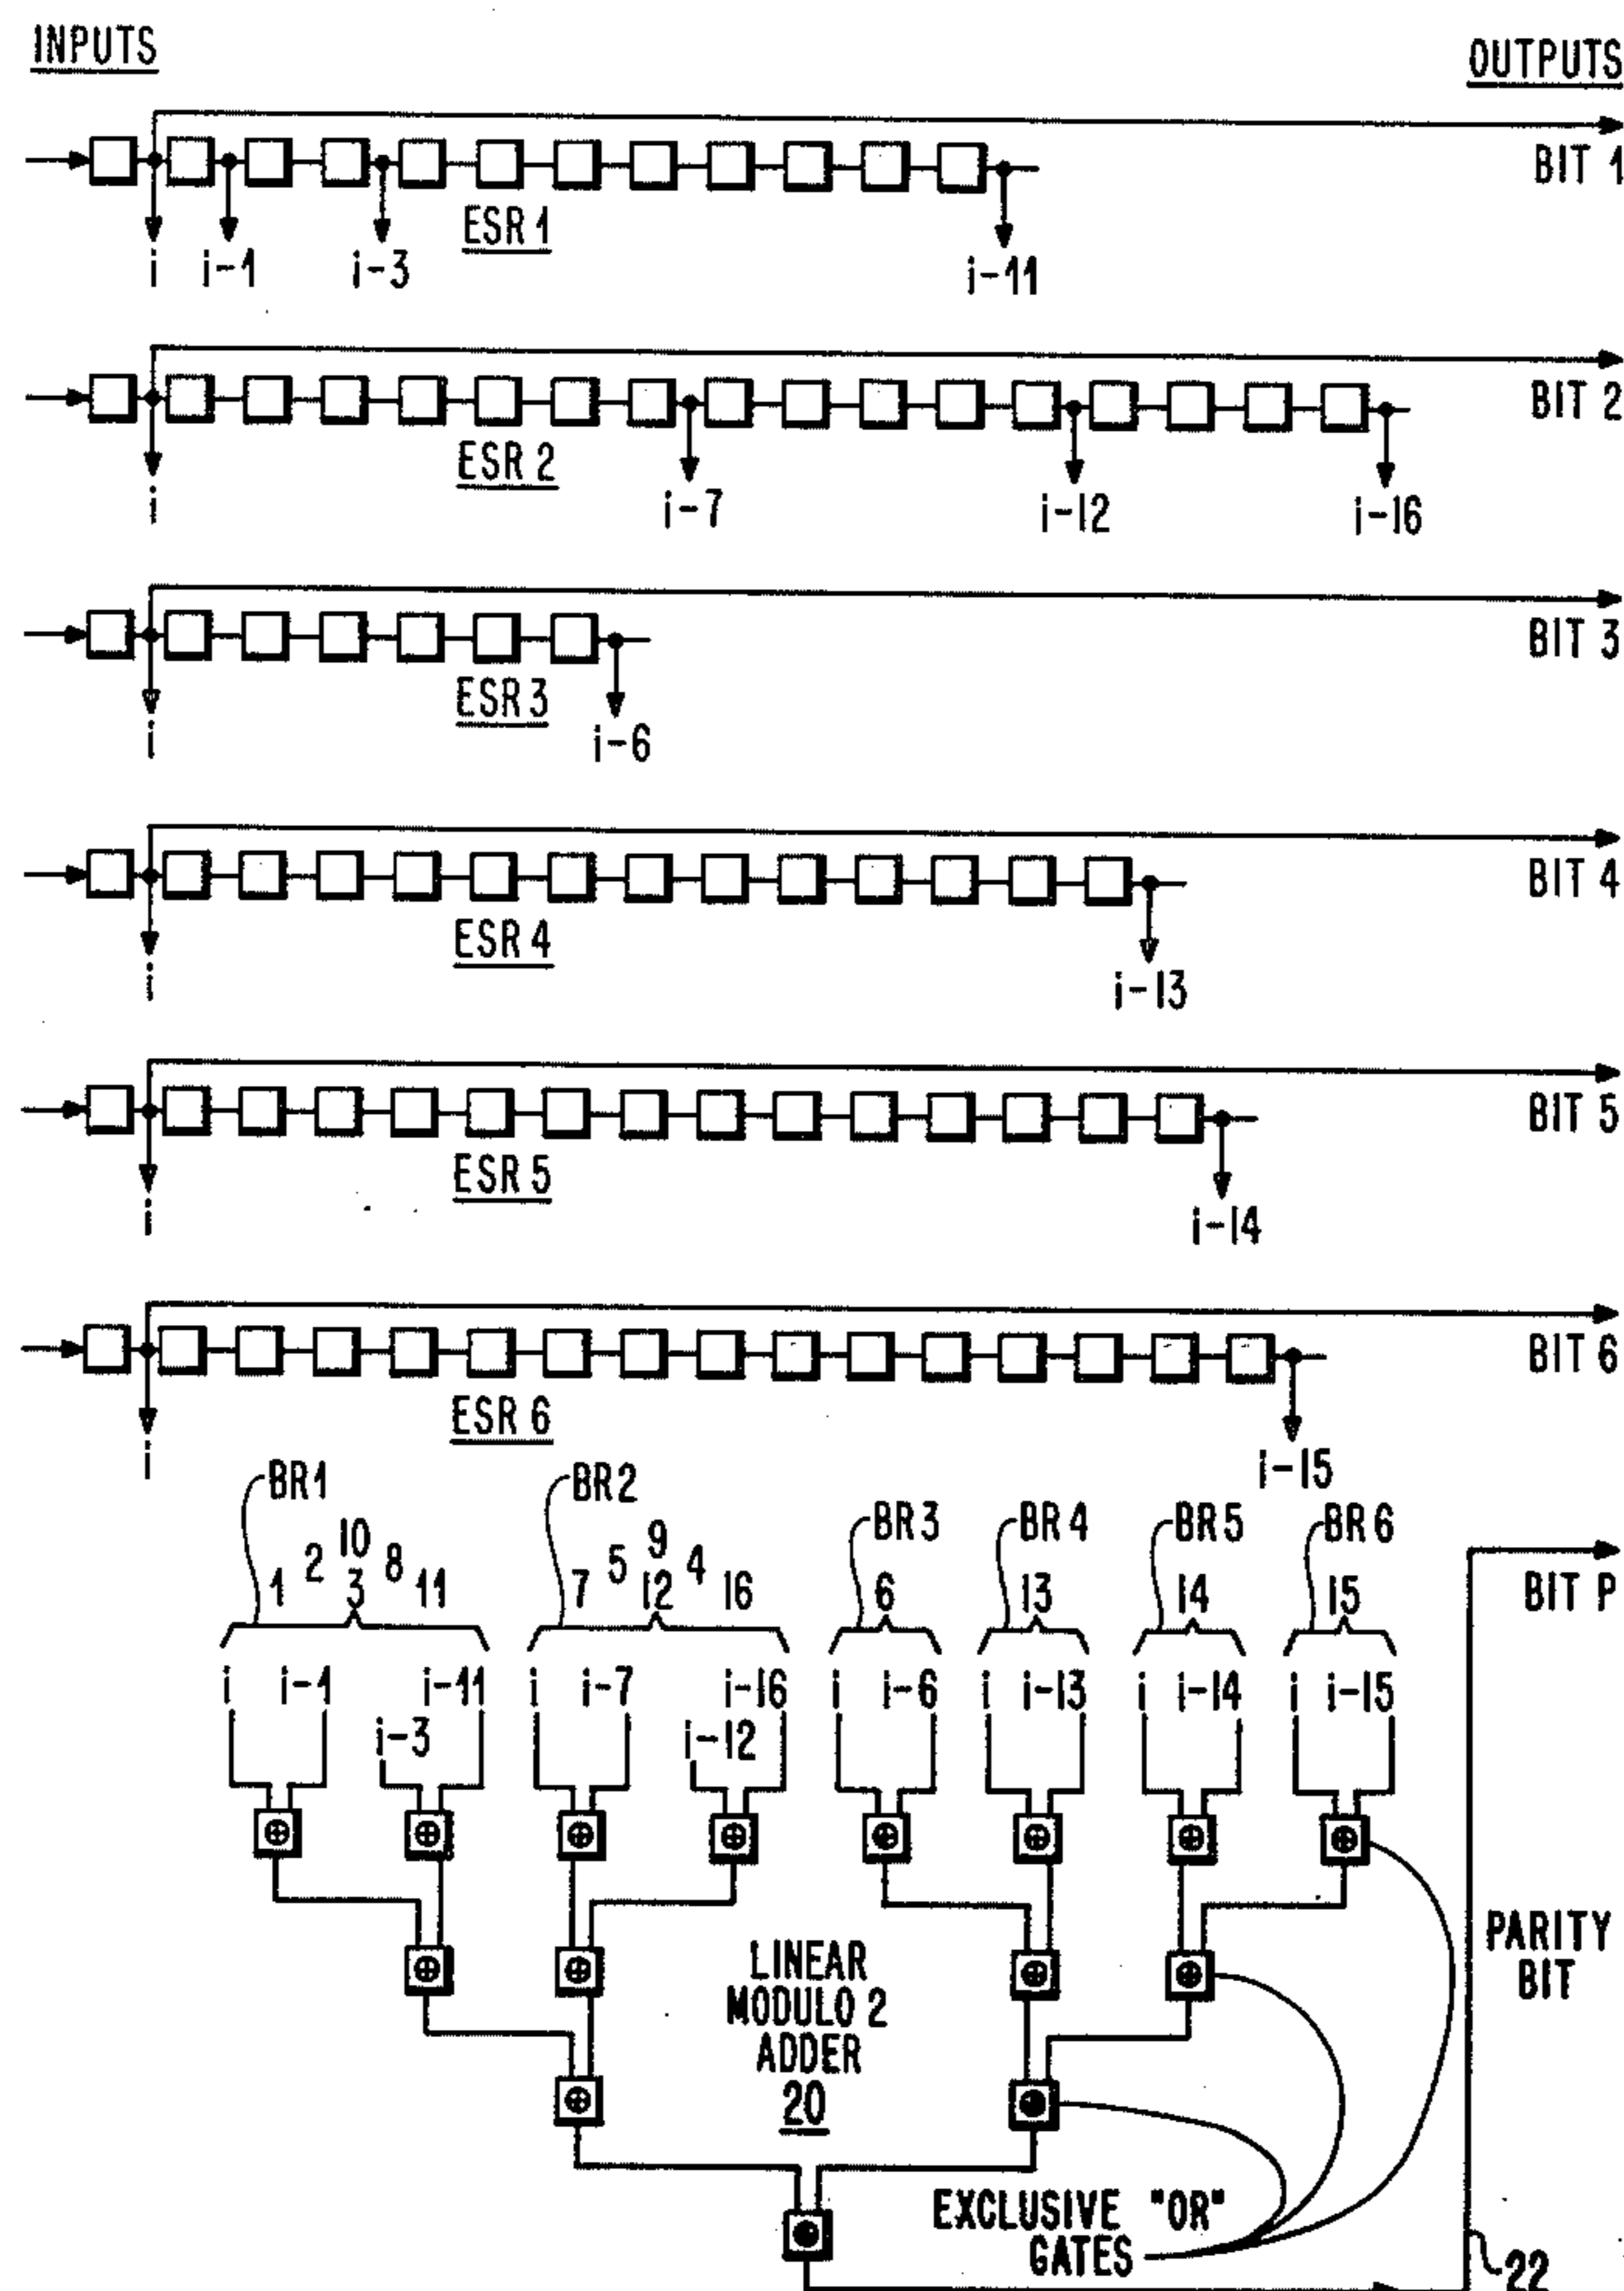 INPUTS
OUTPUTS
BIT 1
ESR 1
i i-1 i-3 i-11
BIT 2
ESR 2
i i-7 i-12 i-16
BIT 3
ESR 3
i i-6
BIT 4
ESR 4
i i-13
BIT 5
ESR 5
i i-14
BIT 6
ESR 6
i i-15
BR1 BR2 BR3 BR4 BR5 BR6
10 9
2 8 5 4
1 3 11 7 12 16 6 13 14 15
BIT P
i i-1 i-11 i i-7 i-16 i i-6 i i-13 i i-14 i i-15
i-3 i-12
PARITY
BIT
LINEAR
MODULO 2
ADDER
20
EXCLUSIVE "OR"
GATES
22